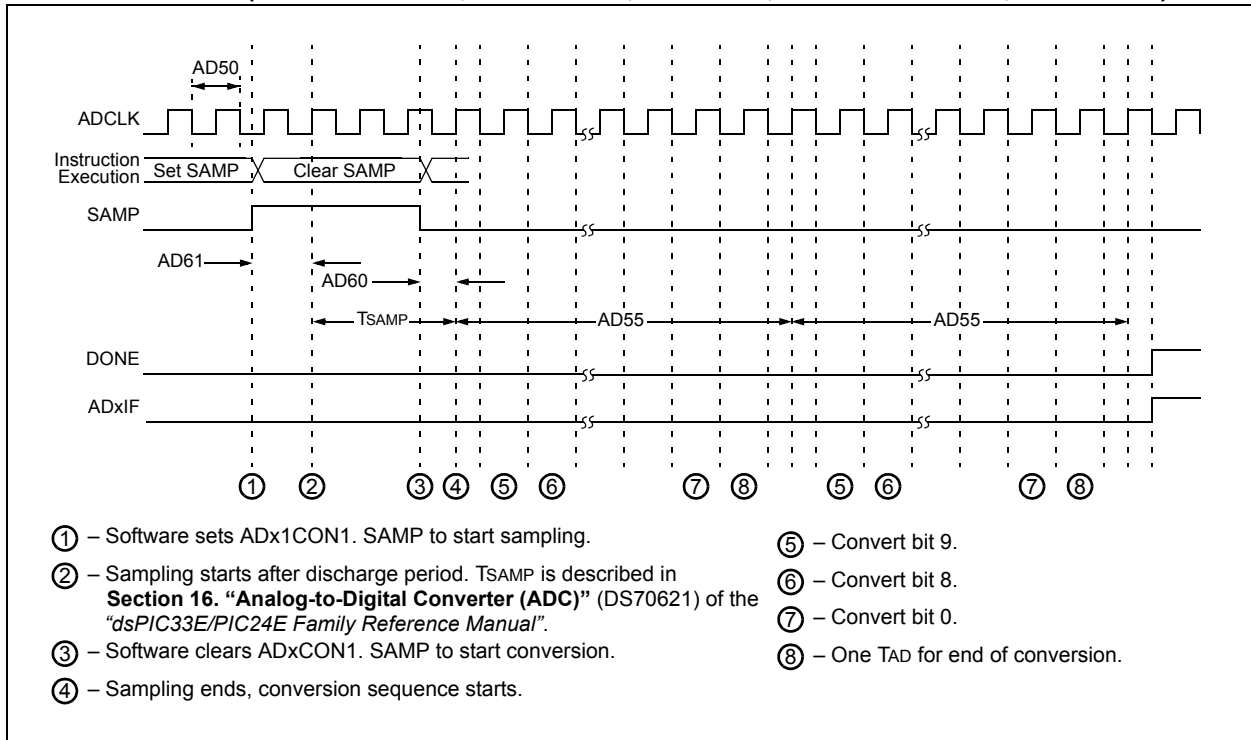 AD50
ADCLK
Instruction
Execution
Set SAMP
Clear SAMP
SAMP
AD61
AD60
TSAMP
AD55
AD55
DONE
ADxIF
① ② ③ ④ ⑤ ⑥ ⑦ ⑧ ⑤ ⑥ ⑦ ⑧
① – Software sets ADx1CON1. SAMP to start sampling.
② – Sampling starts after discharge period. TSAMP is described in
Section 16. “Analog-to-Digital Converter (ADC)” (DS70621) of the
“dsPIC33E/PIC24E Family Reference Manual”.
③ – Software clears ADxCON1. SAMP to start conversion.
④ – Sampling ends, conversion sequence starts.
⑤ – Convert bit 9.
⑥ – Convert bit 8.
⑦ – Convert bit 0.
⑧ – One TAD for end of conversion.